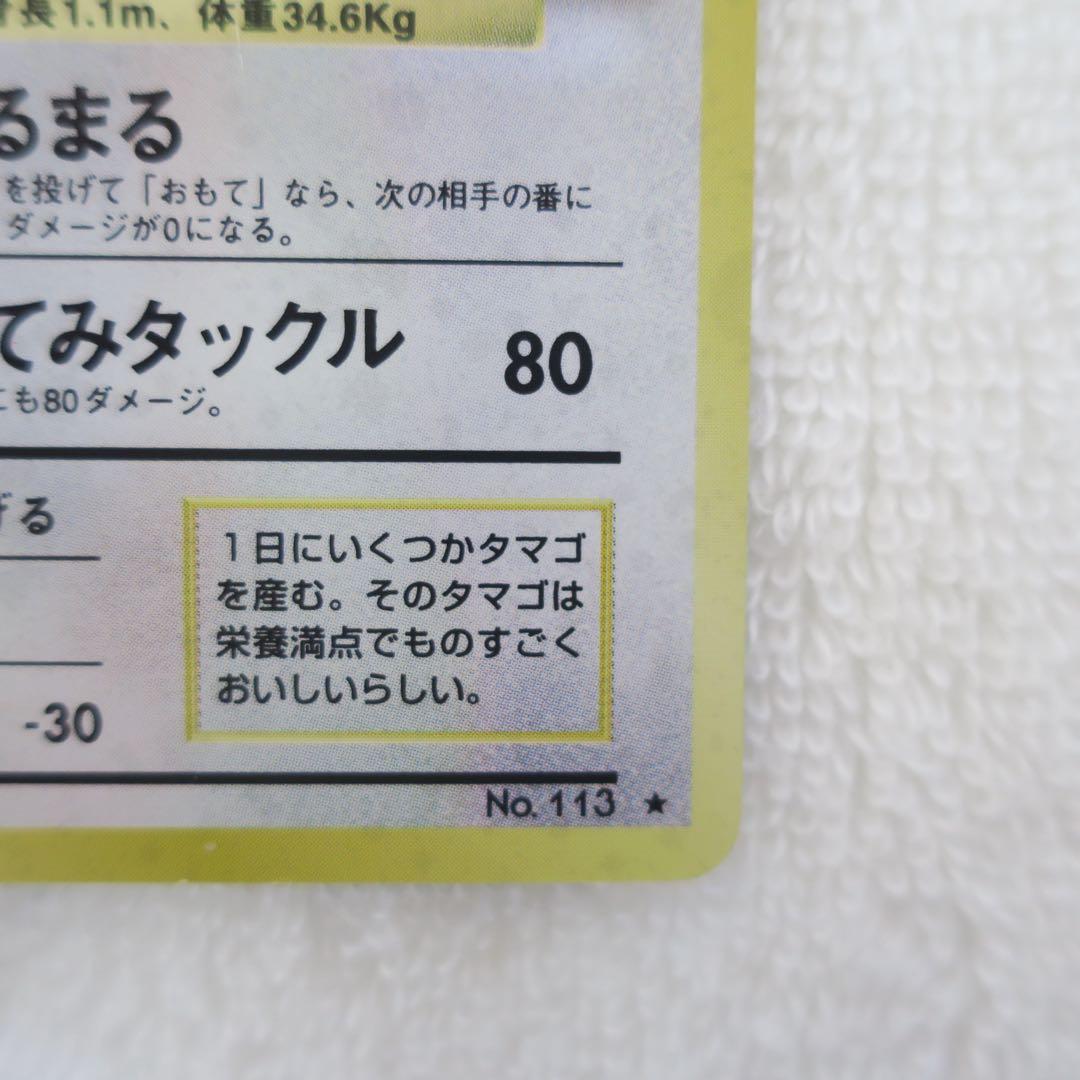 長1.1m、体重34.6Kg
るまる
を投げて「おもて」なら、次の相手の番に
ダメージが0になる。
てみタックル 80
にも80ダメージ。
げる
1日にいくつかタマゴ
を産む。そのタマゴは
栄養満点でものすごく
おいしいらしい。
-30
No. 113 ★